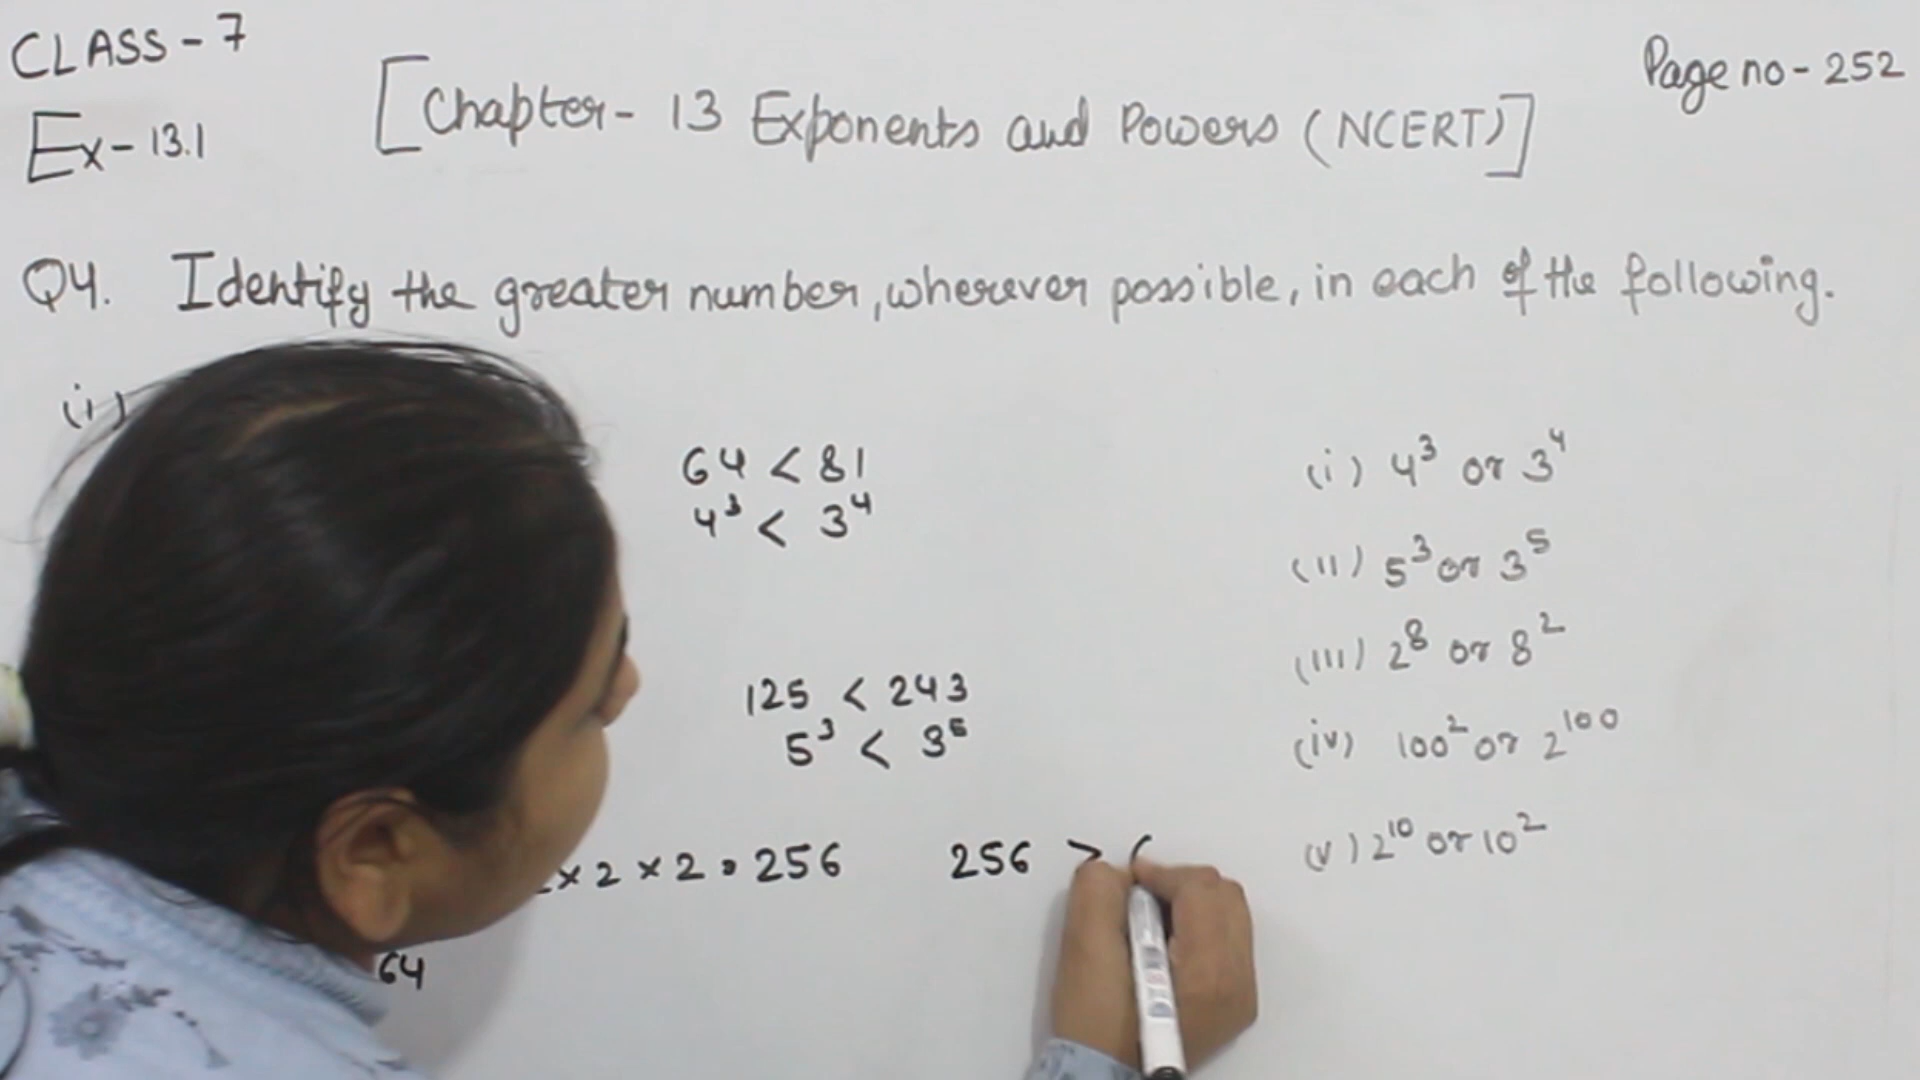 CLASS - 7
Ex - 13.1
[Chapter - 13 Exponents and Powers (NCERT)]
Page no - 252
Q4. Identify the greater number, wherever possible, in each of the following.
(i)
64 < 81
4³ < 3⁴
125 < 243
5³ < 3⁵
× 2 × 2 = 256
256 >
64
(i) 4³ or 3⁴
(ii) 5³ or 3⁵
(iii) 2⁸ or 8²
(iv) 100² or 2¹⁰⁰
(v) 2¹⁰ or 10²